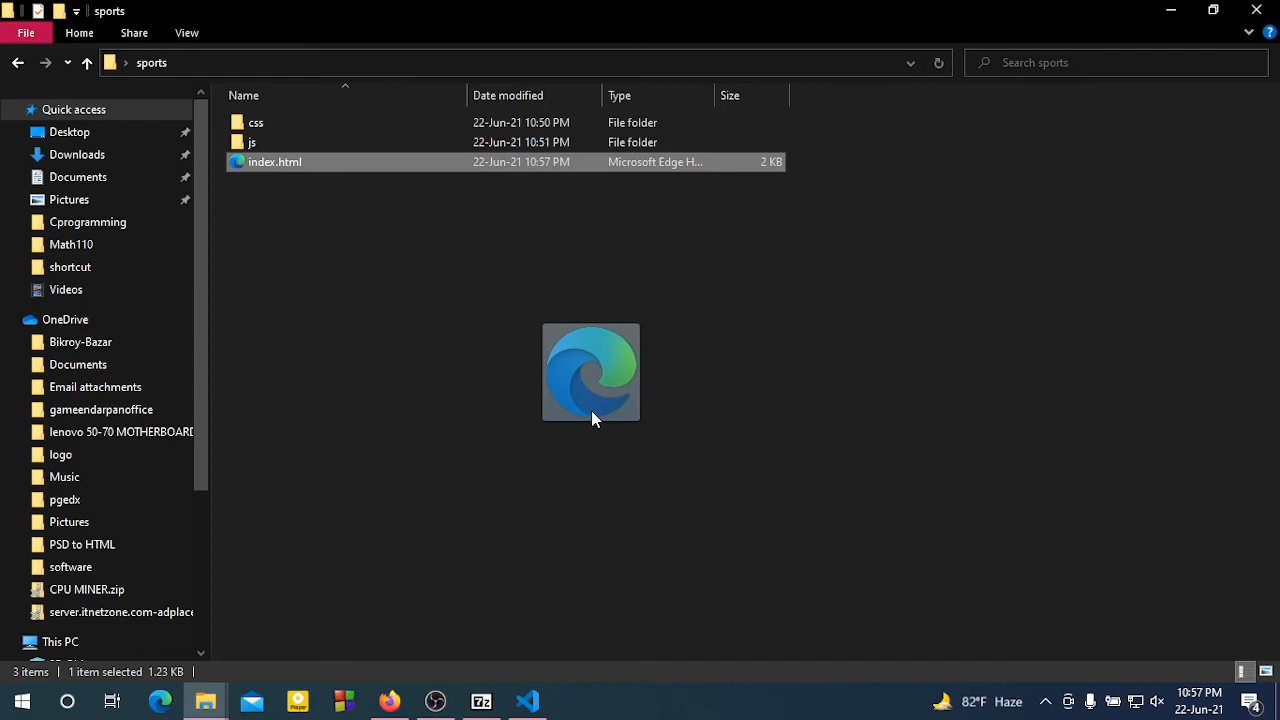 sports
File Home Share View
sports Search sports
Name Date modified Type Size
css 22-Jun-21 10:50 PM File folder
js 22-Jun-21 10:51 PM File folder
index.html 22-Jun-21 10:57 PM Microsoft Edge H... 2 KB
Quick access
Desktop
Downloads
Documents
Pictures
Cprogramming
Math110
shortcut
Videos
OneDrive
Bikroy-Bazar
Documents
Email attachments
gameendarpanoffice
lenovo 50-70 MOTHERBOARD
logo
Music
pgedx
Pictures
PSD to HTML
software
CPU MINER.zip
server.itnetzone.com-adplace
This PC
3 items 1 item selected 1.23 KB
Player 7z 82°F Haze 10:57 PM
22-Jun-21 4